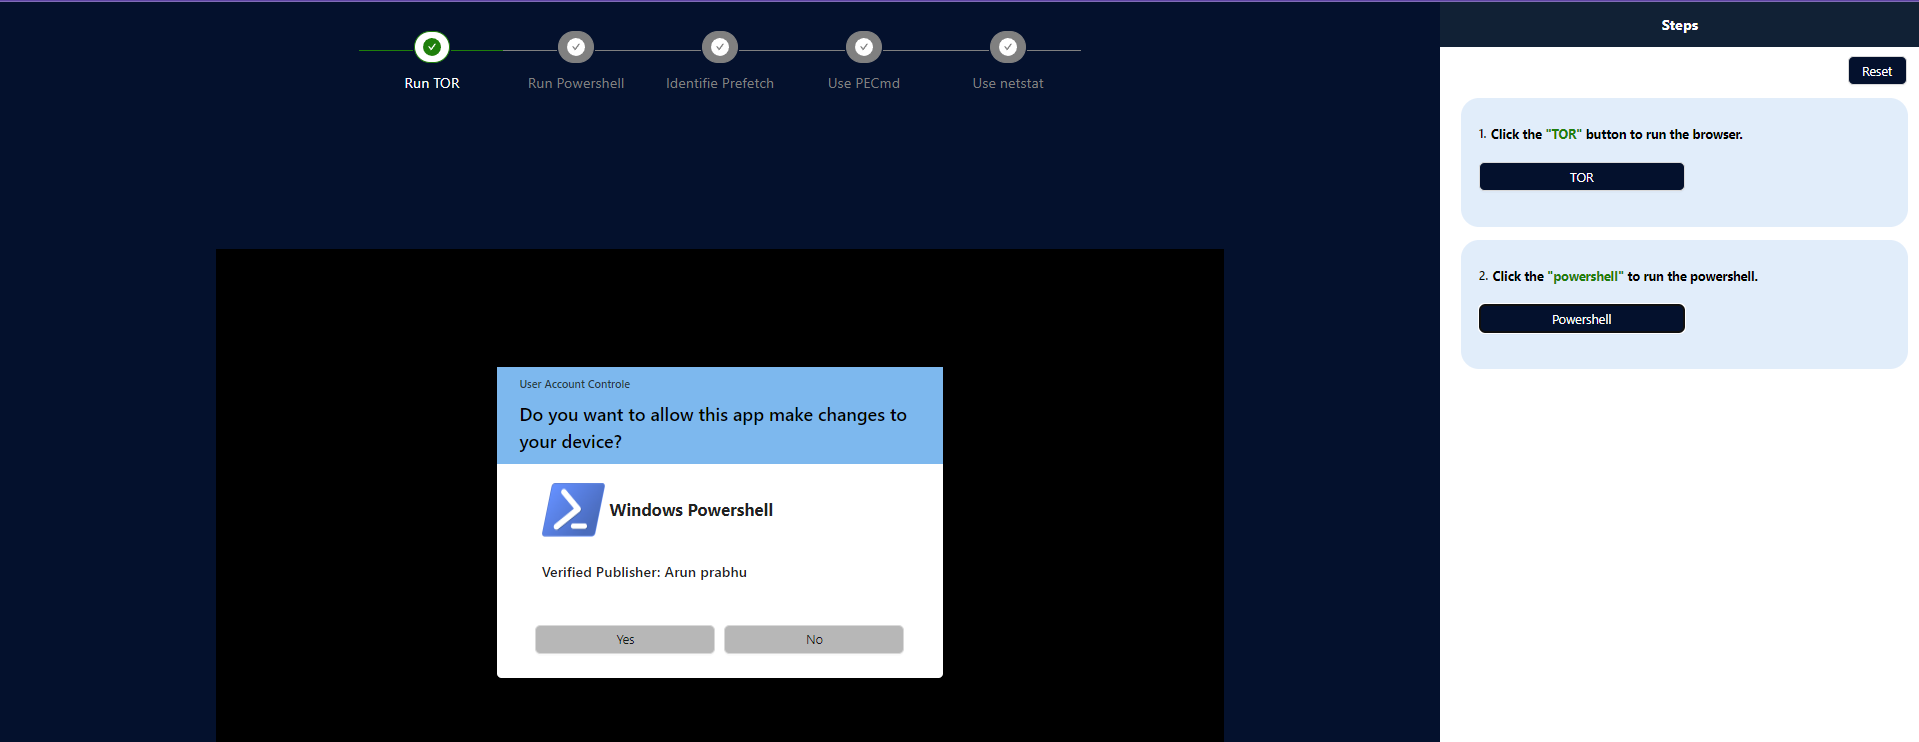 Run TOR
Run Powershell
Identifie Prefetch
Use PECmd
Use netstat
User Account Controle
Do you want to allow this app make changes to
your device?
Windows Powershell
Verified Publisher: Arun prabhu
Yes
No
Steps
Reset
1. Click the "TOR" button to run the browser.
TOR
2. Click the "powershell" to run the powershell.
Powershell